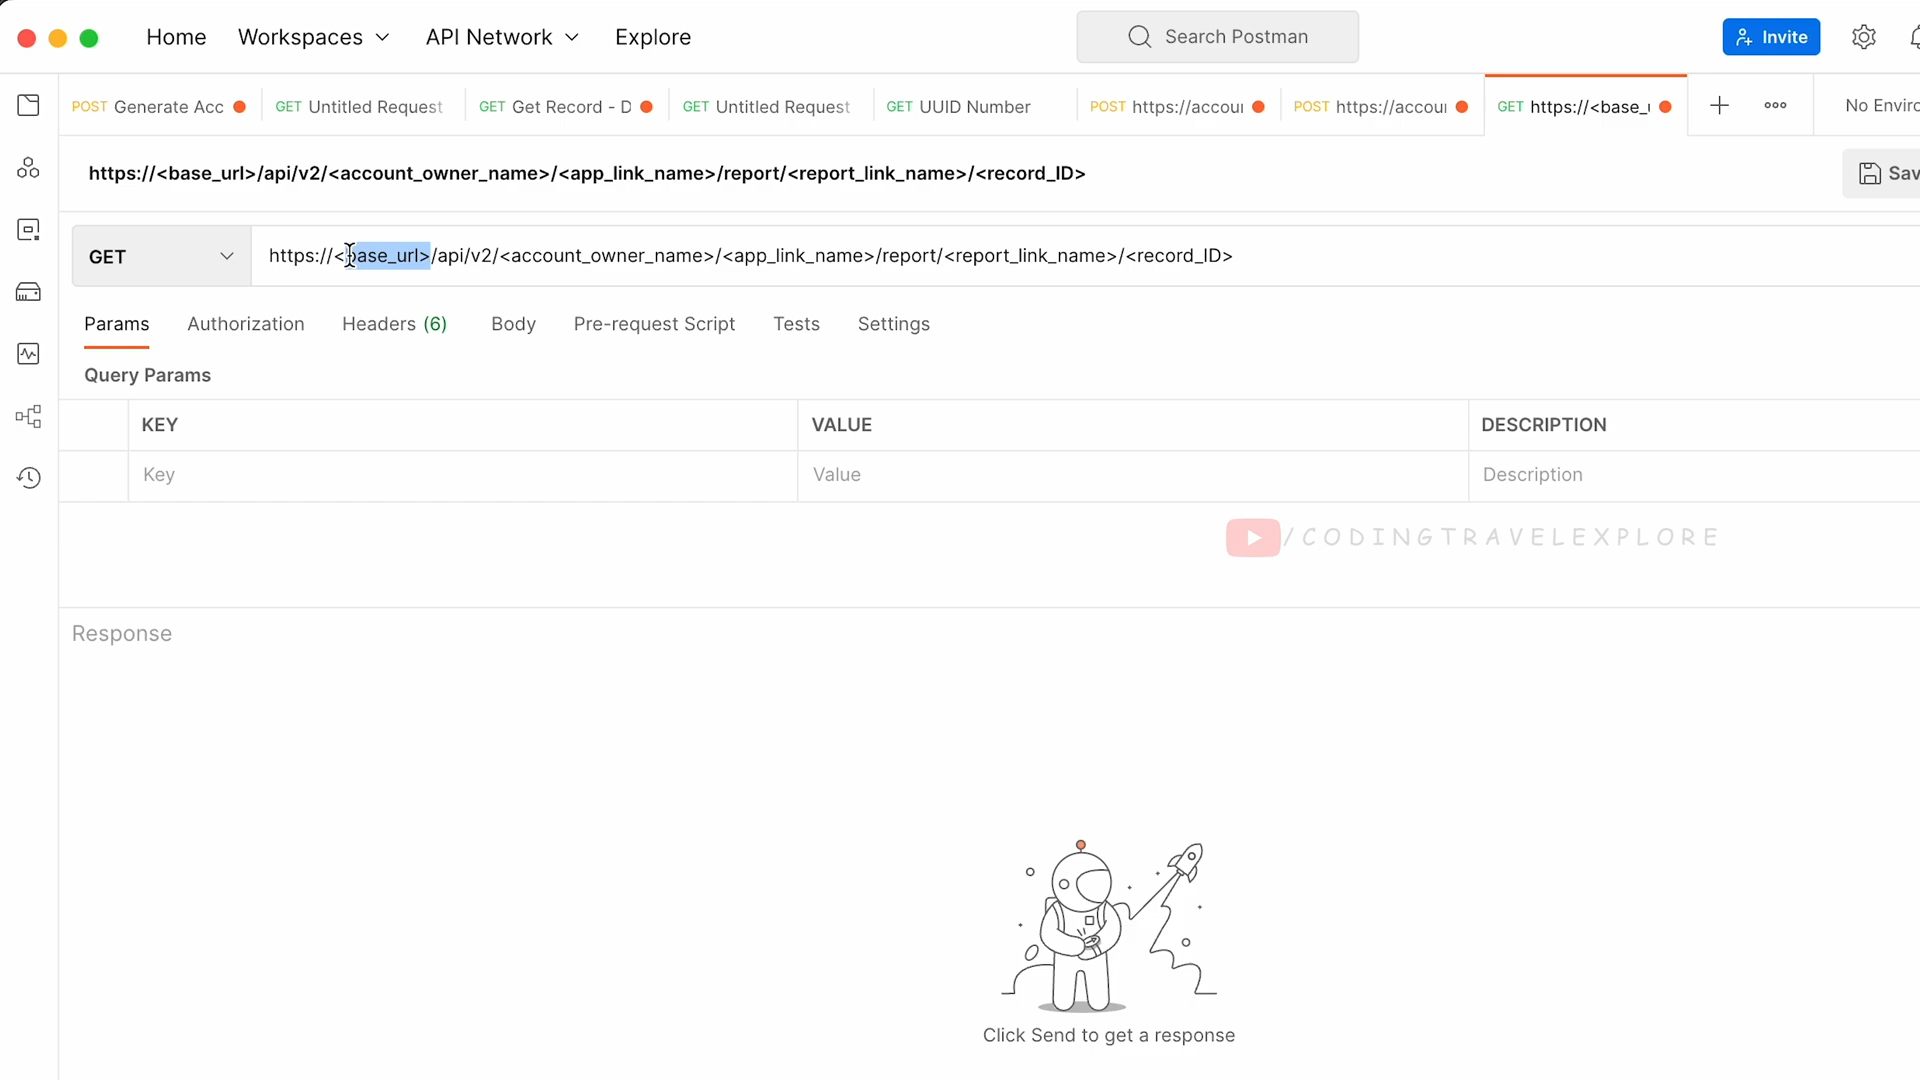 Home Workspaces API Network Explore Search Postman Invite
POST Generate Acc GET Untitled Request GET Get Record - D GET Untitled Request GET UUID Number POST https://accou POST https://accou GET https://<base_u No Enviro
https://<base_url>/api/v2/<account_owner_name>/<app_link_name>/report/<report_link_name>/<record_ID> Sav
GET https://<base_url>/api/v2/<account_owner_name>/<app_link_name>/report/<report_link_name>/<record_ID>
Params Authorization Headers (6) Body Pre-request Script Tests Settings
Query Params
KEY VALUE DESCRIPTION
Key Value Description
/CODINGTRAVELEXPLORE
Response
Click Send to get a response